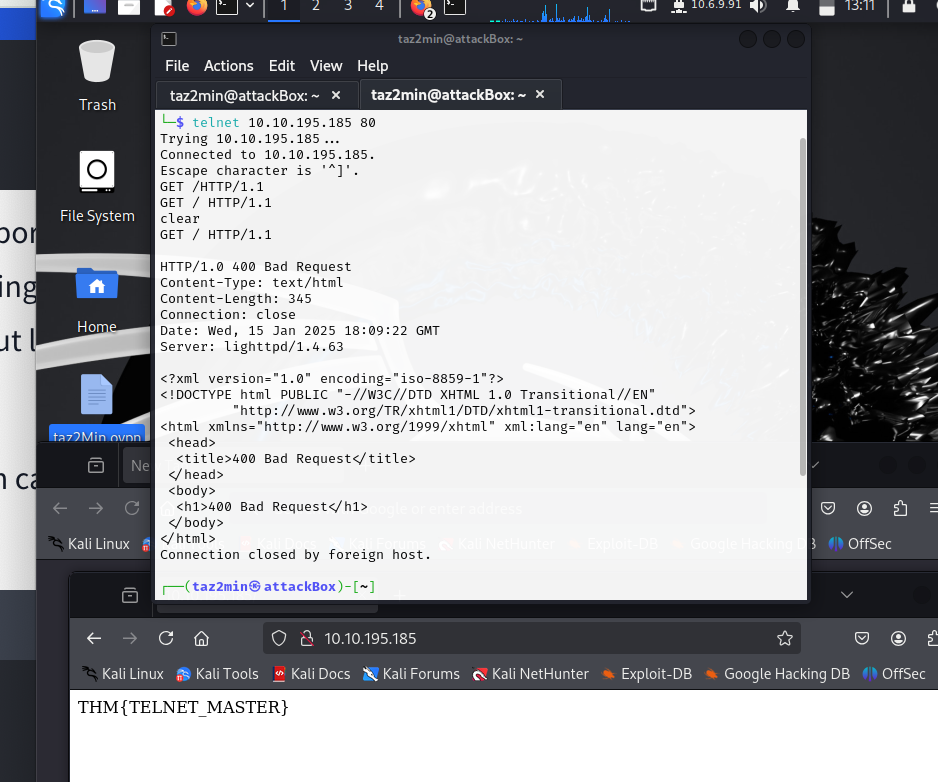 1 2 3 4 2 10.6.9.91 13:11
taz2min@attackBox: ~
File Actions Edit View Help
taz2min@attackBox: ~ × taz2min@attackBox: ~ ×
Trash
File System
Home
taz2Min.ovpn
└─$ telnet 10.10.195.185 80
Trying 10.10.195.185...
Connected to 10.10.195.185.
Escape character is '^]'.
GET /HTTP/1.1
GET / HTTP/1.1
clear
GET / HTTP/1.1
HTTP/1.0 400 Bad Request
Content-Type: text/html
Content-Length: 345
Connection: close
Date: Wed, 15 Jan 2025 18:09:22 GMT
Server: lighttpd/1.4.63
<?xml version="1.0" encoding="iso-8859-1"?>
<!DOCTYPE html PUBLIC "-//W3C//DTD XHTML 1.0 Transitional//EN"
"http://www.w3.org/TR/xhtml1/DTD/xhtml1-transitional.dtd">
<html xmlns="http://www.w3.org/1999/xhtml" xml:lang="en" lang="en">
<head>
<title>400 Bad Request</title>
</head>
<body>
<h1>400 Bad Request</h1>
</body>
</html>
Connection closed by foreign host.
┌──(taz2min㉿attackBox)-[~]
Ne
or enter address
Kali Linux Kali Docs Kali Forums Kali NetHunter Exploit-DB Google Hacking DB OffSec
10.10.195.185
Kali Linux Kali Tools Kali Docs Kali Forums Kali NetHunter Exploit-DB Google Hacking DB OffSec
THM{TELNET_MASTER}